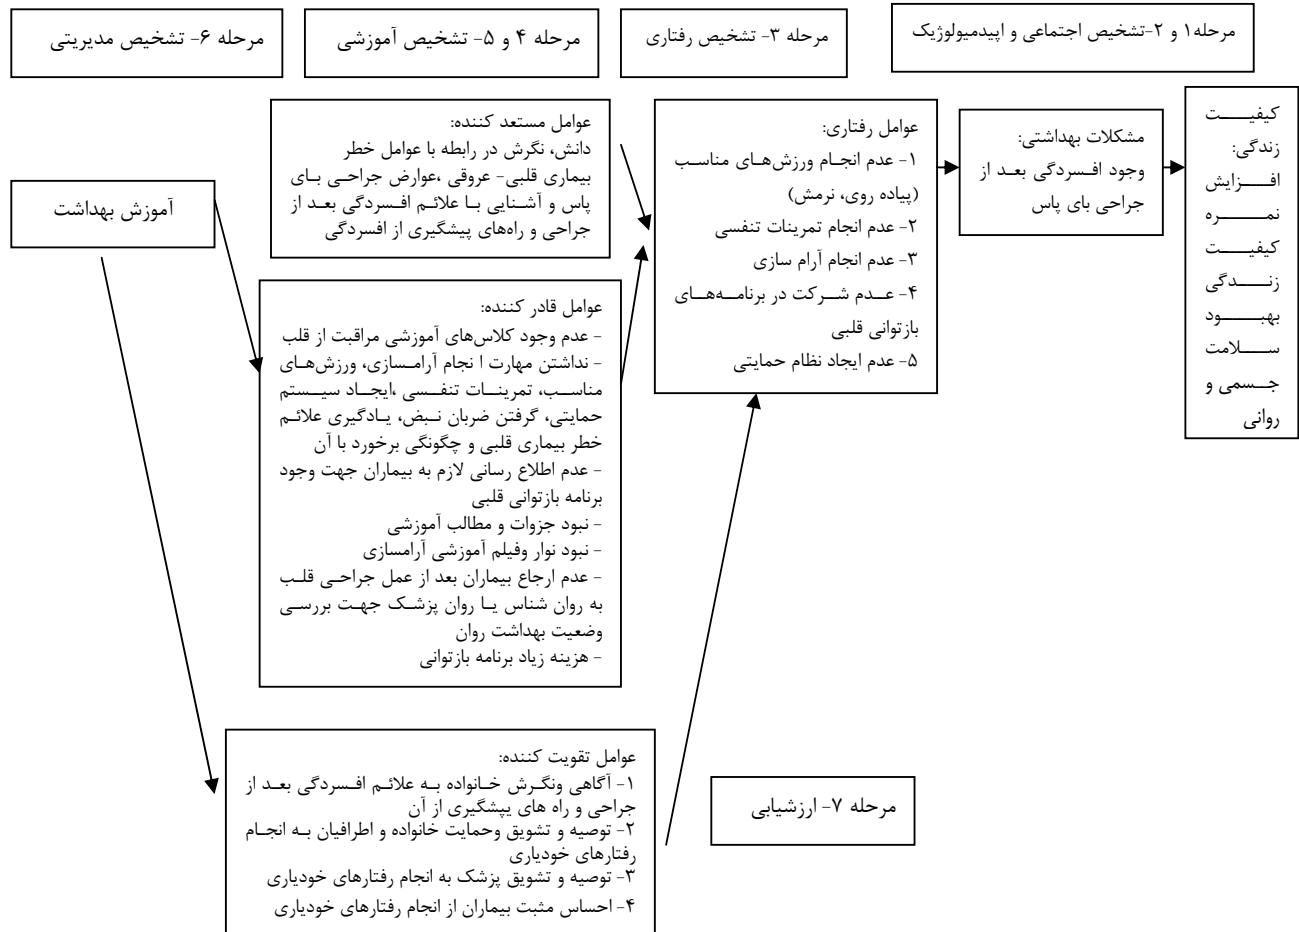 مرحله۱ و ۲-تشخیص اجتماعی و اپیدمیولوژیک
مرحله ۳- تشخیص رفتاری
مرحله ۴ و ۵- تشخیص آموزشی
مرحله ۶- تشخیص مدیریتی
کیفیت
زندگی:
افزایش
نمره
کیفیت
زندگی
بهبود
سلامت
جسمی و
روانی
مشکلات بهداشتی:
وجود افسردگی بعد از
جراحی بای پاس
عوامل رفتاری:
۱- عدم انجام ورزش‌های مناسب
(پیاده روی، نرمش)
۲- عدم انجام تمرینات تنفسی
۳- عدم انجام آرام سازی
۴- عدم شرکت در برنامه‌های
بازتوانی قلبی
۵- عدم ایجاد نظام حمایتی
عوامل مستعد کننده:
دانش، نگرش در رابطه با عوامل خطر
بیماری قلبی- عروقی ،عوارض جراحی بای
پاس و آشنایی با علائم افسردگی بعد از
جراحی و راه‌های پیشگیری از افسردگی
آموزش بهداشت
عوامل قادر کننده:
- عدم وجود کلاس‌های آموزشی مراقبت از قلب
- نداشتن مهارت ا نجام آرامسازی، ورزش‌های
مناسب، تمرینات تنفسی ،ایجاد سیستم
حمایتی، گرفتن ضربان نبض، یادگیری علائم
خطر بیماری قلبی و چگونگی برخورد با آن
- عدم اطلاع رسانی لازم به بیماران جهت وجود
برنامه بازتوانی قلبی
- نبود جزوات و مطالب آموزشی
- نبود نوار وفیلم آموزشی آرامسازی
- عدم ارجاع بیماران بعد از عمل جراحی قلب
به روان شناس یا روان پزشک جهت بررسی
وضعیت بهداشت روان
- هزینه زیاد برنامه بازتوانی
عوامل تقویت کننده:
۱- آگاهی ونگرش خانواده به علائم افسردگی بعد از
جراحی و راه های پیشگیری از آن
۲- توصیه و تشویق وحمایت خانواده و اطرافیان به انجام
رفتارهای خودیاری
۳- توصیه و تشویق پزشک به انجام رفتارهای خودیاری
۴- احساس مثبت بیماران از انجام رفتارهای خودیاری
مرحله ۷- ارزشیابی